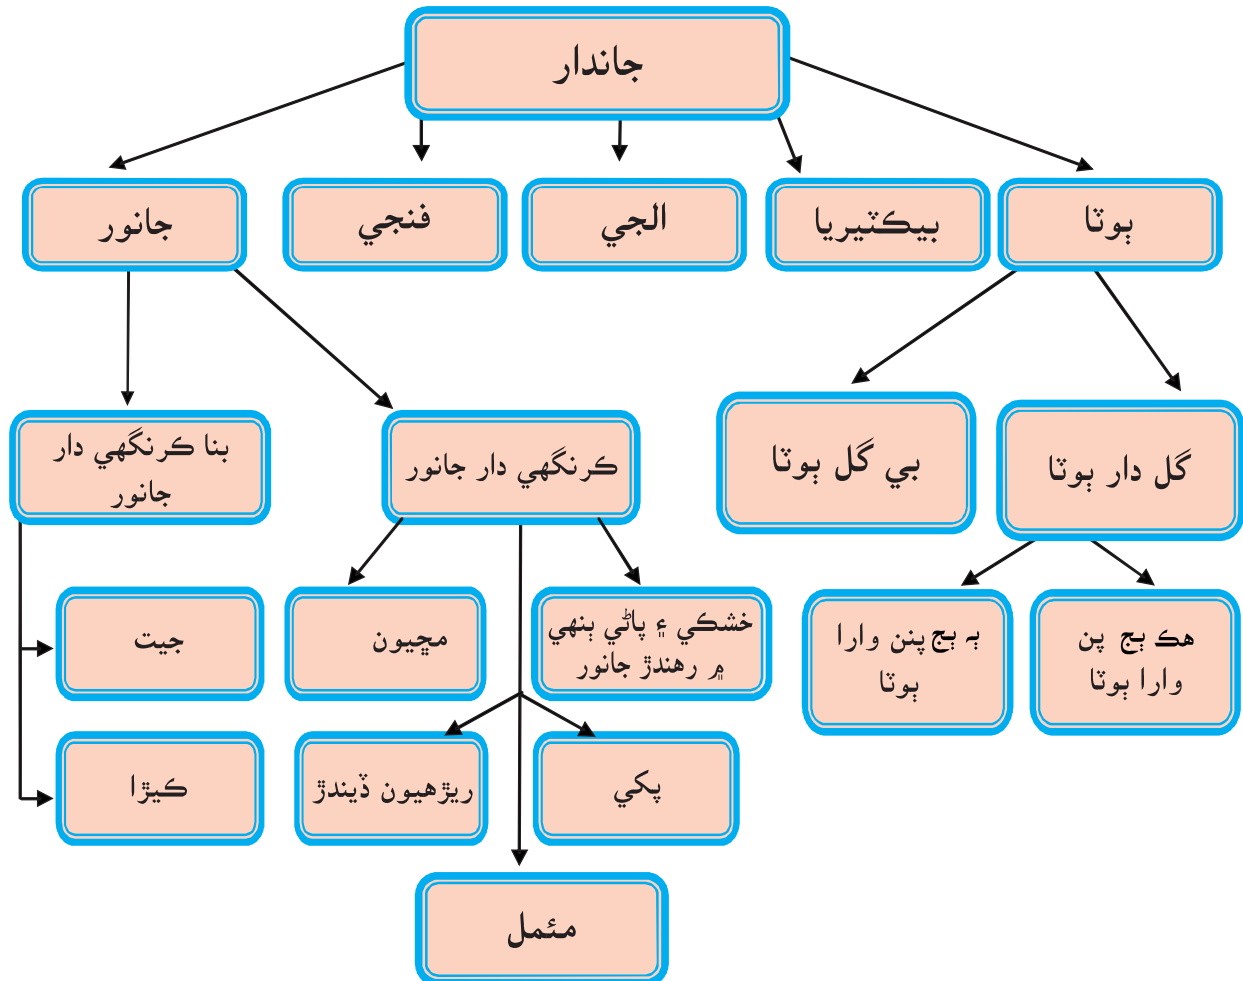 جاندار
ٻوٽا
بيڪٽيريا
الجي
فنجي
جانور
گل دار ٻوٽا
بي گل ٻوٽا
ڪرنگهي دار جانور
بنا ڪرنگهي دار
جانور
هڪ ٻج پن
وارا ٻوٽا
ٻہ ٻج پنن وارا
ٻوٽا
خشڪي ۽ پاڻي ٻنهي
۾ رهندڙ جانور
مڇيون
جيت
پکي
ريڙهيون ڏيندڙ
ڪيڙا
مئمل